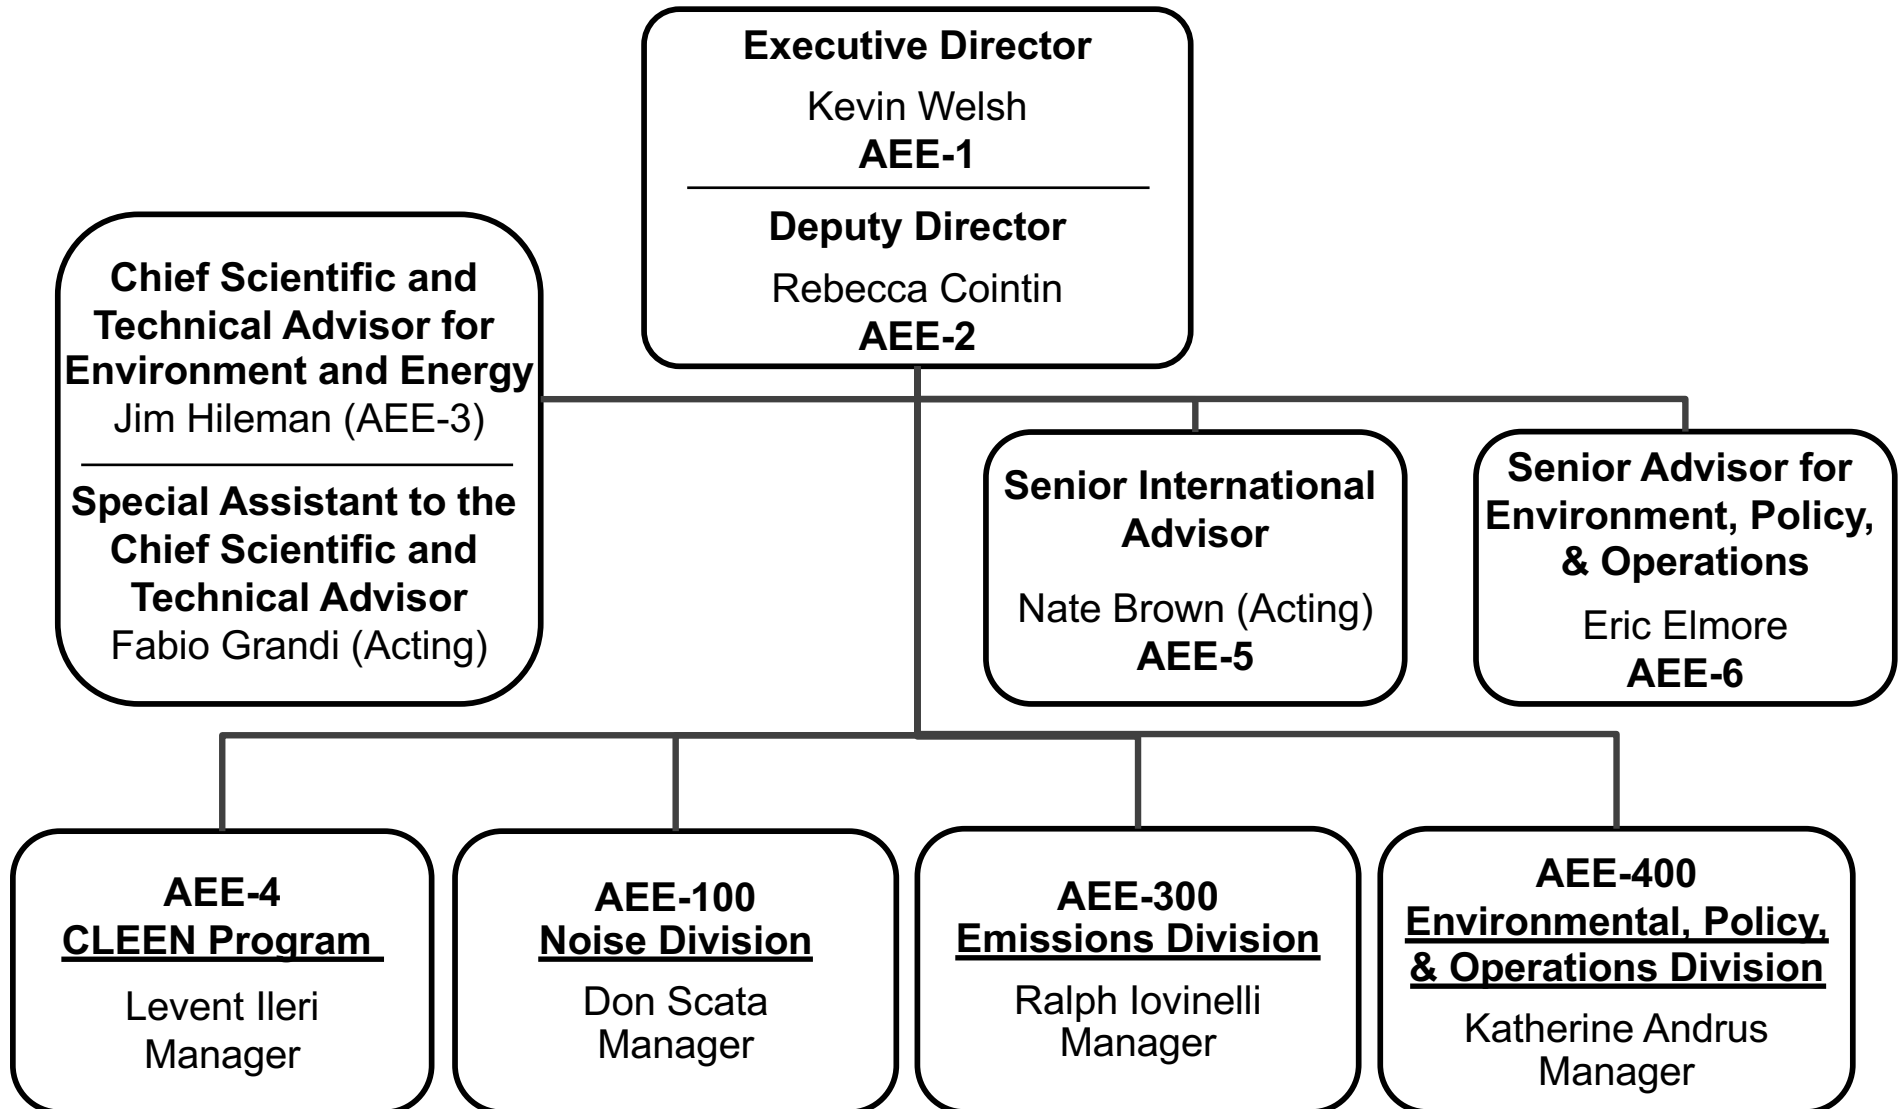 Executive Director
Kevin Welsh
AEE-1
Deputy Director
Rebecca Cointin
AEE-2
Chief Scientific and
Technical Advisor for
Environment and Energy
Jim Hileman (AEE-3)
Special Assistant to the
Chief Scientific and
Technical Advisor
Fabio Grandi (Acting)
Senior International
Advisor
Nate Brown (Acting)
AEE-5
Senior Advisor for
Environment, Policy,
& Operations
Eric Elmore
AEE-6
AEE-4
CLEEN Program
Levent Ileri
Manager
AEE-100
Noise Division
Don Scata
Manager
AEE-300
Emissions Division
Ralph Iovinelli
Manager
AEE-400
Environmental, Policy,
& Operations Division
Katherine Andrus
Manager